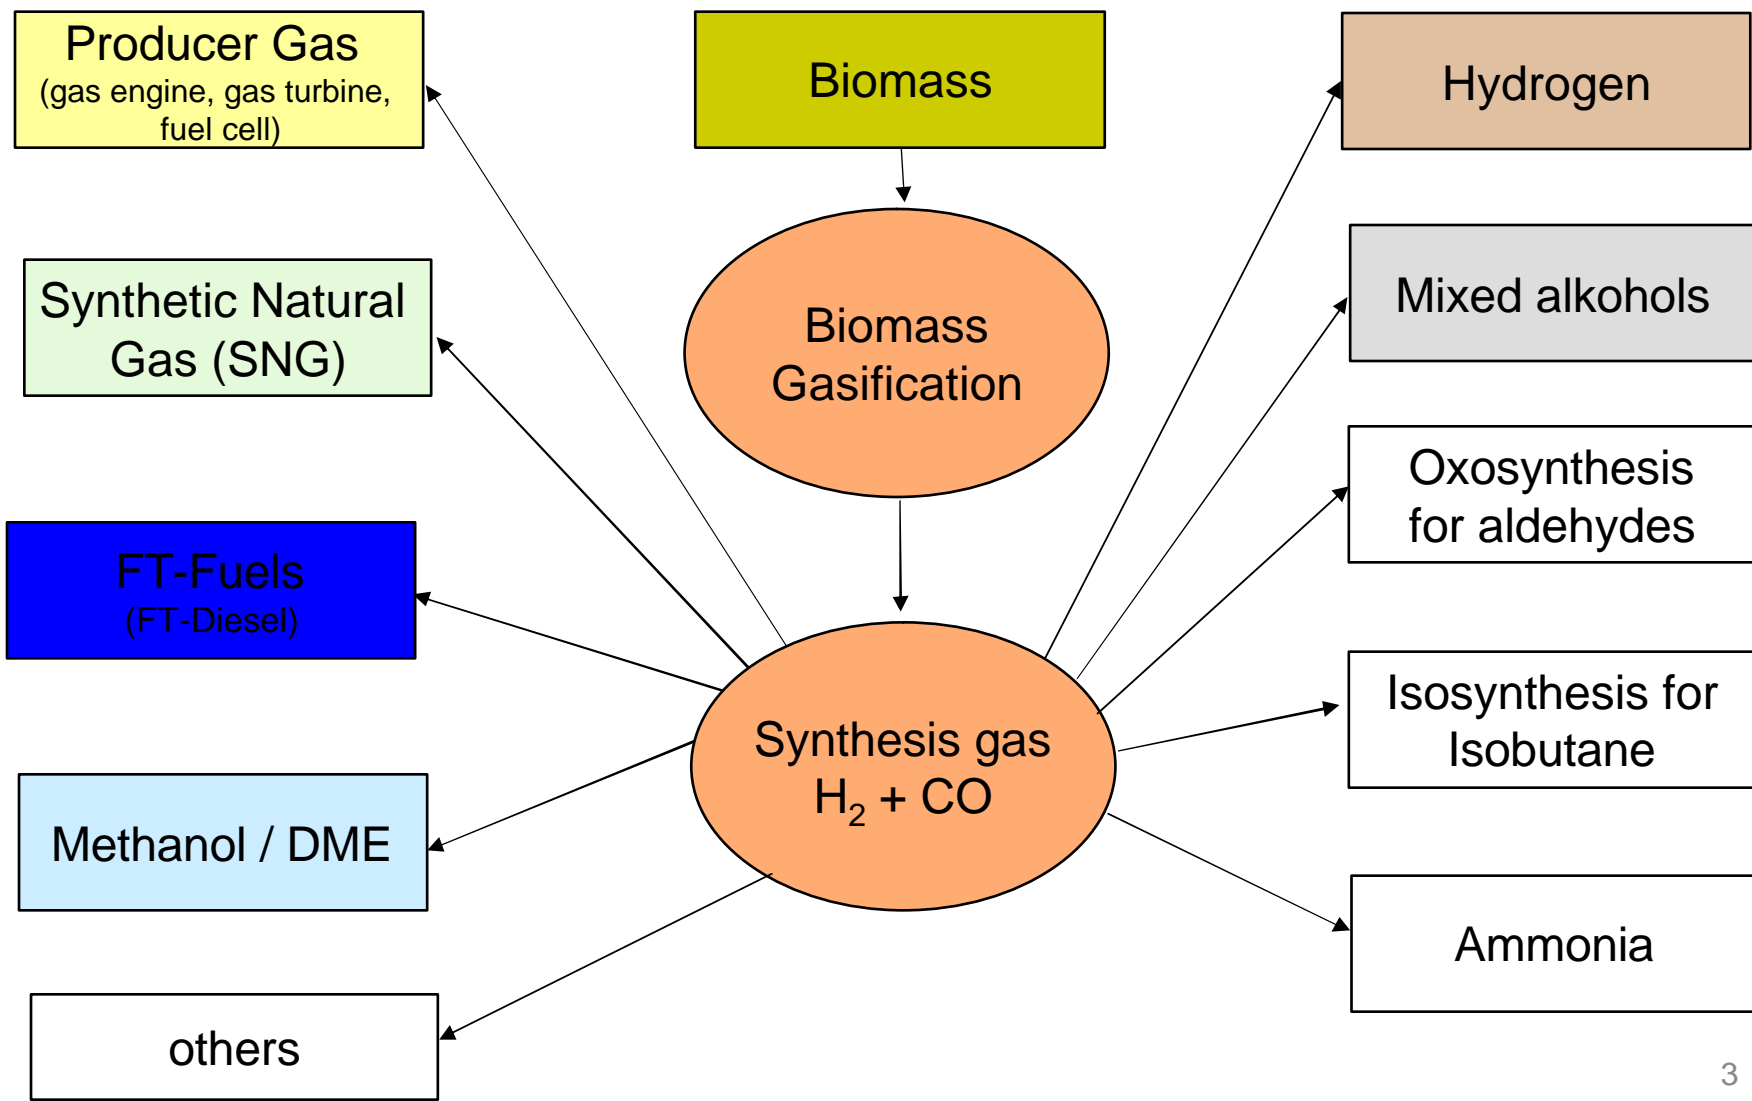 Producer Gas
(gas engine, gas turbine,
fuel cell)
Biomass
Hydrogen
Synthetic Natural
Gas (SNG)
Biomass
Gasification
Mixed alkohols
Oxosynthesis
for aldehydes
FT-Fuels
(FT-Diesel)
Synthesis gas
H₂ + CO
Isosynthesis for
Isobutane
Methanol / DME
Ammonia
others
3